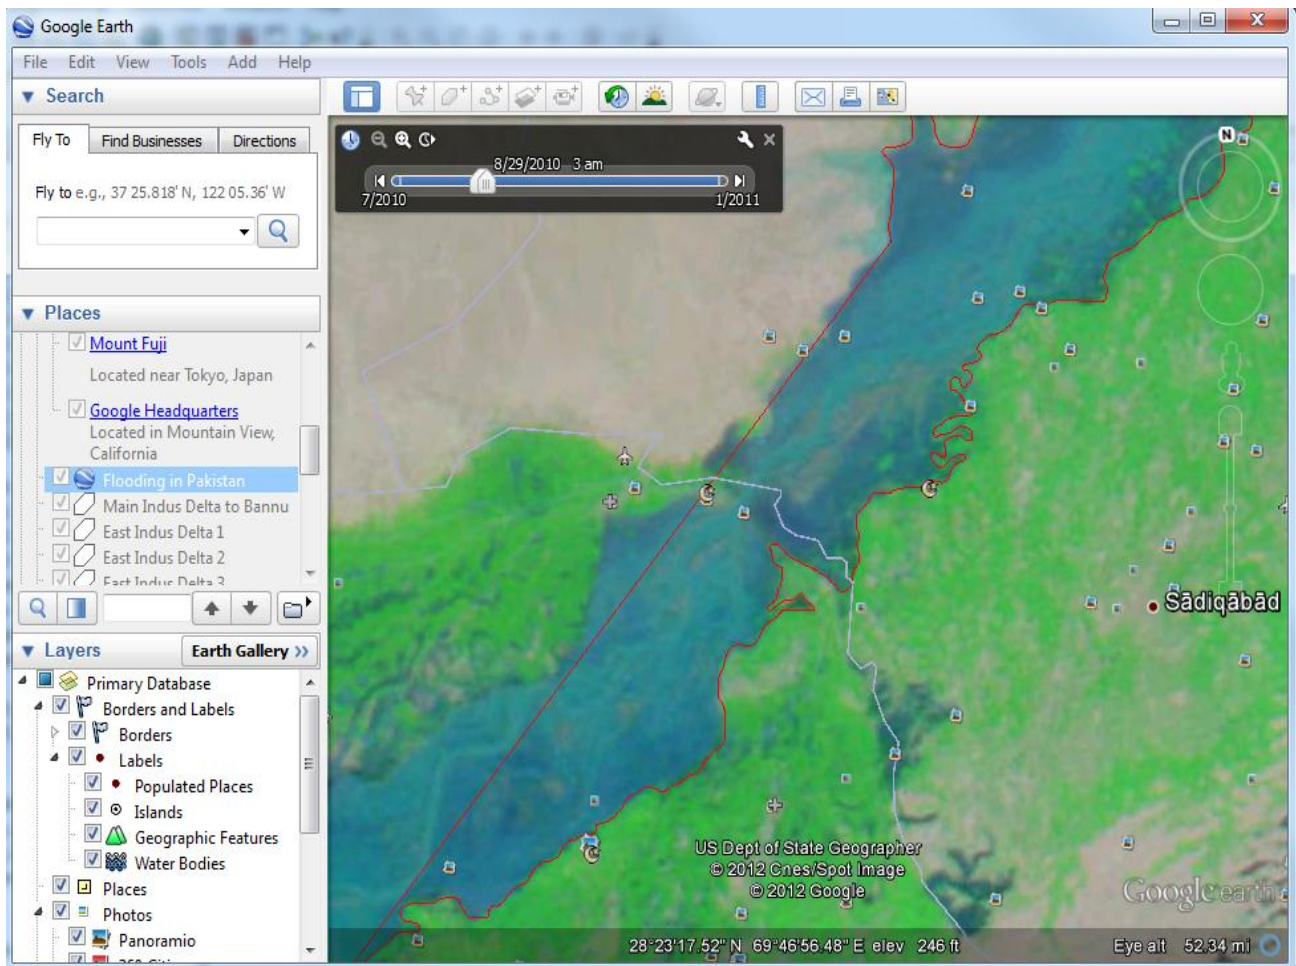 Google Earth
File Edit View Tools Add Help
Search
Fly To Find Businesses Directions
Fly to e.g., 37 25.818' N, 122 05.36' W
Places
Mount Fuji
Located near Tokyo, Japan
Google Headquarters
Located in Mountain View,
California
Flooding in Pakistan
Main Indus Delta to Bannu
East Indus Delta 1
East Indus Delta 2
East Indus Delta 3
Layers Earth Gallery >>
Primary Database
Borders and Labels
Borders
Labels
Populated Places
Islands
Geographic Features
Water Bodies
Places
Photos
Panoramio
8/29/2010 3 am
7/2010 1/2011
N
Sādiqābād
US Dept of State Geographer
© 2012 Cnes/Spot Image
© 2012 Google
Google earth
28°23'17.52" N 69°46'56.48" E elev 246 ft Eye alt 52.34 mi